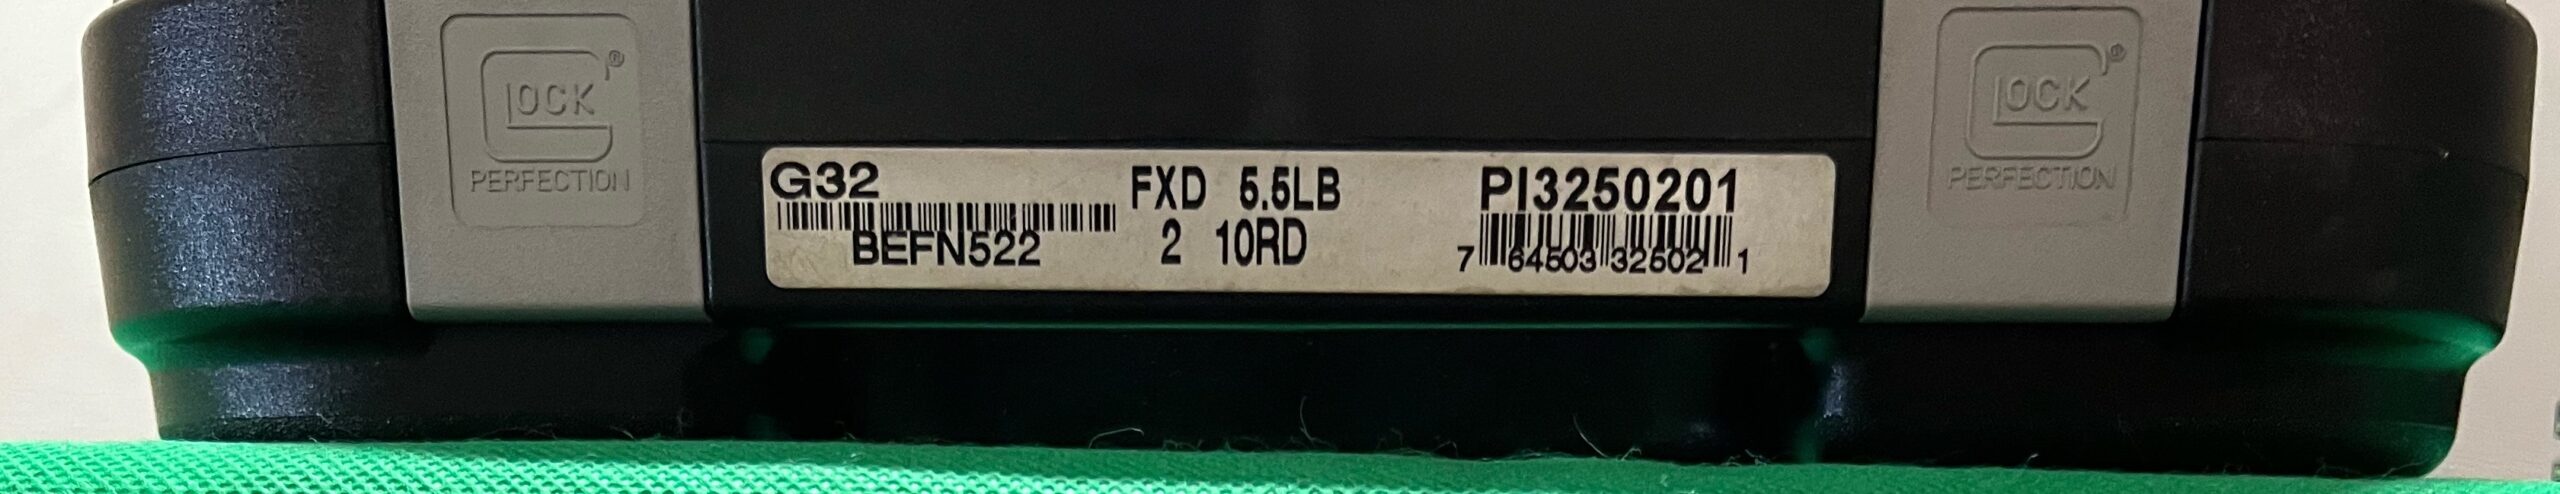 GLOCK®
PERFECTION
G32
BEFN522
FXD 5.5LB
2 10RD
PI3250201
7 64503 32502 1
GLOCK®
PERFECTION